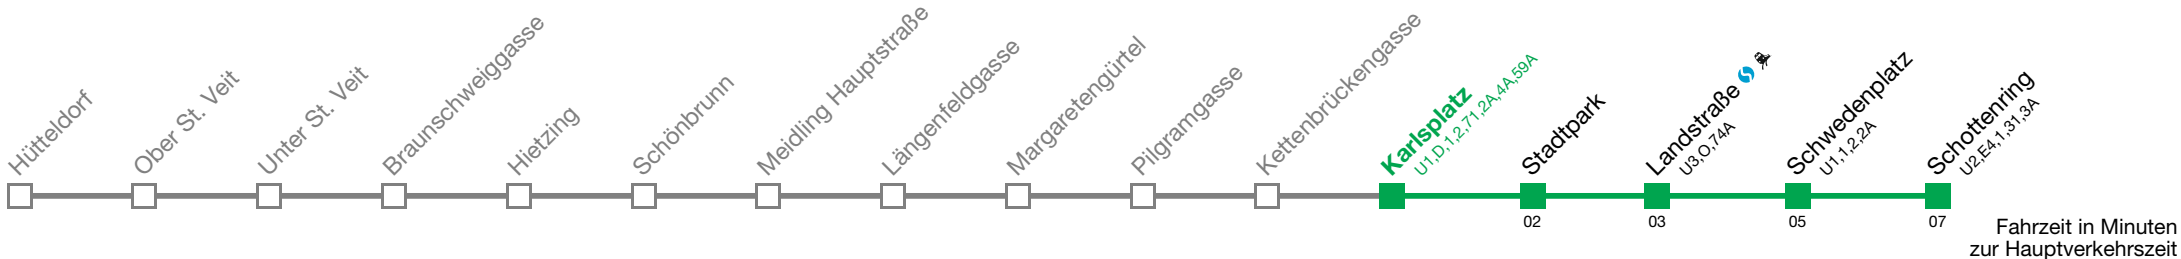 Hütteldorf
Ober St. Veit
Unter St. Veit
Braunschweiggasse
Hietzing
Schönbrunn
Meidling Hauptstraße
Längenfeldgasse
Margaretengürtel
Pilgramgasse
Kettenbrückengasse
Karlsplatz
U1,D,1,2,71,2A,4A,59A
Stadtpark
02
Landstraße
U3,O,74A
03
Schwedenplatz
U1,1,2,2A
05
Schottenring
U2,E4,1,31,3A
07
Fahrzeit in Minuten
zur Hauptverkehrszeit